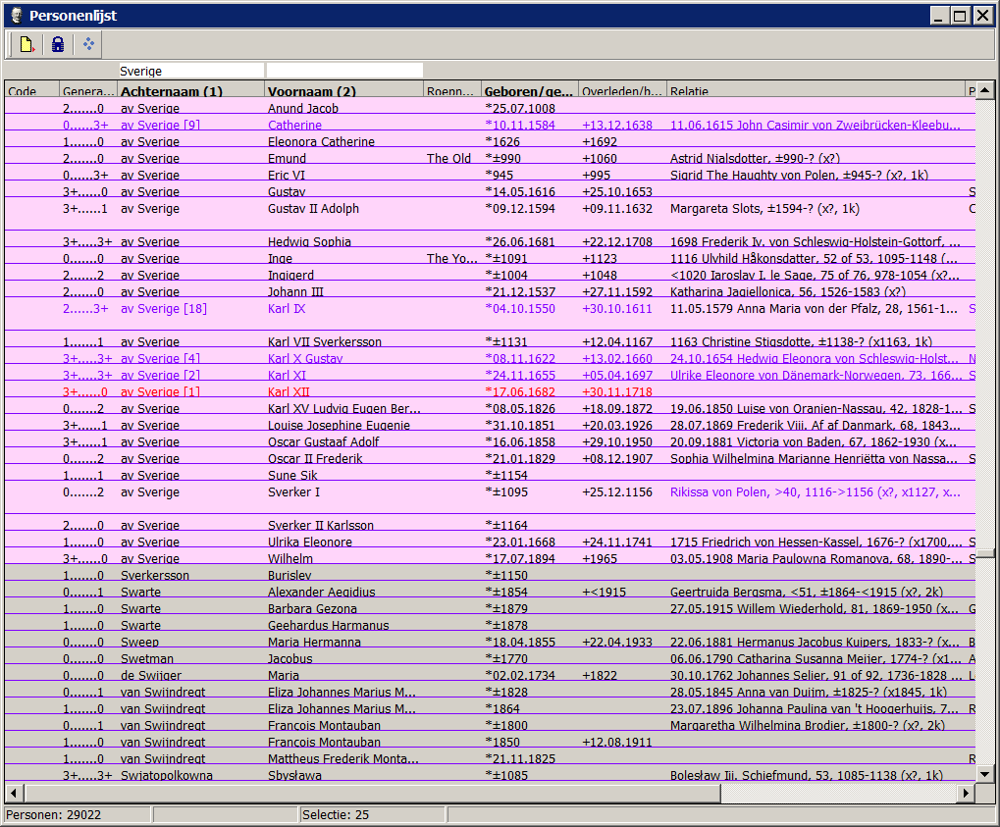 Personenlijst
Sverige
Code Genera... Achternaam (1) Voornaam (2) Roenn... Geboren/ge... Overleden/b... Relatie P
2......0 av Sverige Anund Jacob *25.07.1008
0......3+ av Sverige [9] Catherine *10.11.1584 +13.12.1638 11.06.1615 John Casimir von Zweibrücken-Kleebu...
1......0 av Sverige Eleonora Catherine *1626 +1692
2......0 av Sverige Emund The Old *±990 +1060 Astrid Nialsdotter, ±990-? (x?)
0......3+ av Sverige Eric VI *945 +995 Sigrid The Haughty von Polen, ±945-? (x?, 1k)
3+......0 av Sverige Gustav *14.05.1616 +25.10.1653 S
3+......1 av Sverige Gustav II Adolph *09.12.1594 +09.11.1632 Margareta Slots, ±1594-? (x?, 1k) C
3+.....3+ av Sverige Hedwig Sophia *26.06.1681 +22.12.1708 1698 Frederik Iv. von Schleswig-Holstein-Gottorf, ...
0.......0 av Sverige Inge The Yo... *±1091 +1123 1116 Ulvhild Håkonsdatter, 52 of 53, 1095-1148 (...
2.......2 av Sverige Ingigerd *±1004 +1048 <1020 Iaroslav I. le Sage, 75 of 76, 978-1054 (x?...
2.......0 av Sverige Johann III *21.12.1537 +27.11.1592 Katharina Jagiellonica, 56, 1526-1583 (x?)
2......3+ av Sverige [18] Karl IX *04.10.1550 +30.10.1611 11.05.1579 Anna Maria von der Pfalz, 28, 1561-1... S
1.......1 av Sverige Karl VII Sverkersson *±1131 +12.04.1167 1163 Christine Stigsdotte, ±1138-? (x1163, 1k)
3+.....3+ av Sverige [4] Karl X Gustav *08.11.1622 +13.02.1660 24.10.1654 Hedwig Eleonora von Schleswig-Holst... N
3+.....3+ av Sverige [2] Karl XI *24.11.1655 +05.04.1697 Ulrike Eleonore von Dänemark-Norwegen, 73, 166... S
3+......0 av Sverige [1] Karl XII *17.06.1682 +30.11.1718
0.......2 av Sverige Karl XV Ludvig Eugen Ber... *08.05.1826 +18.09.1872 19.06.1850 Luise von Oranien-Nassau, 42, 1828-1... S
3+......1 av Sverige Louise Josephine Eugenie *31.10.1851 +20.03.1926 28.07.1869 Frederik Viii. Af af Danmark, 68, 1843...
3+......1 av Sverige Oscar Gustaaf Adolf *16.06.1858 +29.10.1950 20.09.1881 Victoria von Baden, 67, 1862-1930 (x... S
0.......2 av Sverige Oscar II Frederik *21.01.1829 +08.12.1907 Sophia Wilhelmina Marianne Henriëtta von Nassa... S
1.......1 av Sverige Sune Sik *±1154
0.......2 av Sverige Sverker I *±1095 +25.12.1156 Rikissa von Polen, >40, 1116->1156 (x?, x1127, x...
2.......0 av Sverige Sverker II Karlsson *±1164
1.......0 av Sverige Ulrika Eleonore *23.01.1668 +24.11.1741 1715 Friedrich von Hessen-Kassel, 1676-? (x1700,... S
3+......0 av Sverige Wilhelm *17.07.1894 +1965 03.05.1908 Maria Paulowna Romanova, 68, 1890-... S
1.......0 Sverkersson Burislev *±1150
0.......1 Swarte Alexander Aegidius *±1854 +<1915 Geertruida Bergsma, <51, ±1864-<1915 (x?, 2k)
1.......0 Swarte Barbara Gezona *±1879 27.05.1915 Willem Wiederhold, 81, 1869-1950 (x... G
1.......0 Swarte Geehardus Harmanus *±1878
0.......0 Sweep Maria Hermanna *18.04.1855 +22.04.1933 22.06.1881 Hermanus Jacobus Kuipers, 1833-? (x... B
0.......0 Swetman Jacobus *±1770 06.06.1790 Catharina Susanna Meijer, 1774-? (x1... A
0.......0 de Swijger Maria *02.02.1734 +1822 30.10.1762 Johannes Selier, 91 of 92, 1736-1828 ... L
0.......1 van Swijndregt Eliza Johannes Marius M... *±1828 28.05.1845 Anna van Duijm, ±1825-? (x1845, 1k)
1.......0 van Swijndregt Eliza Johannes Marius M... *1864 23.07.1896 Johanna Paulina van 't Hoogerhuijs, 7... R
0.......1 van Swijndregt Francois Montauban *±1800 Margaretha Wilhelmina Brodier, ±1800-? (x?, 2k)
1.......0 van Swijndregt Francois Montauban *1850 +12.08.1911
1.......0 van Swijndregt Mattheus Frederik Monta... *21.11.1825 R
3+.....3+ Swiatopolkowna Sbysława *±1085 Bolesław Iii. Schiefmund, 53, 1085-1138 (x?, 1k)
Personen: 29022 Selectie: 25